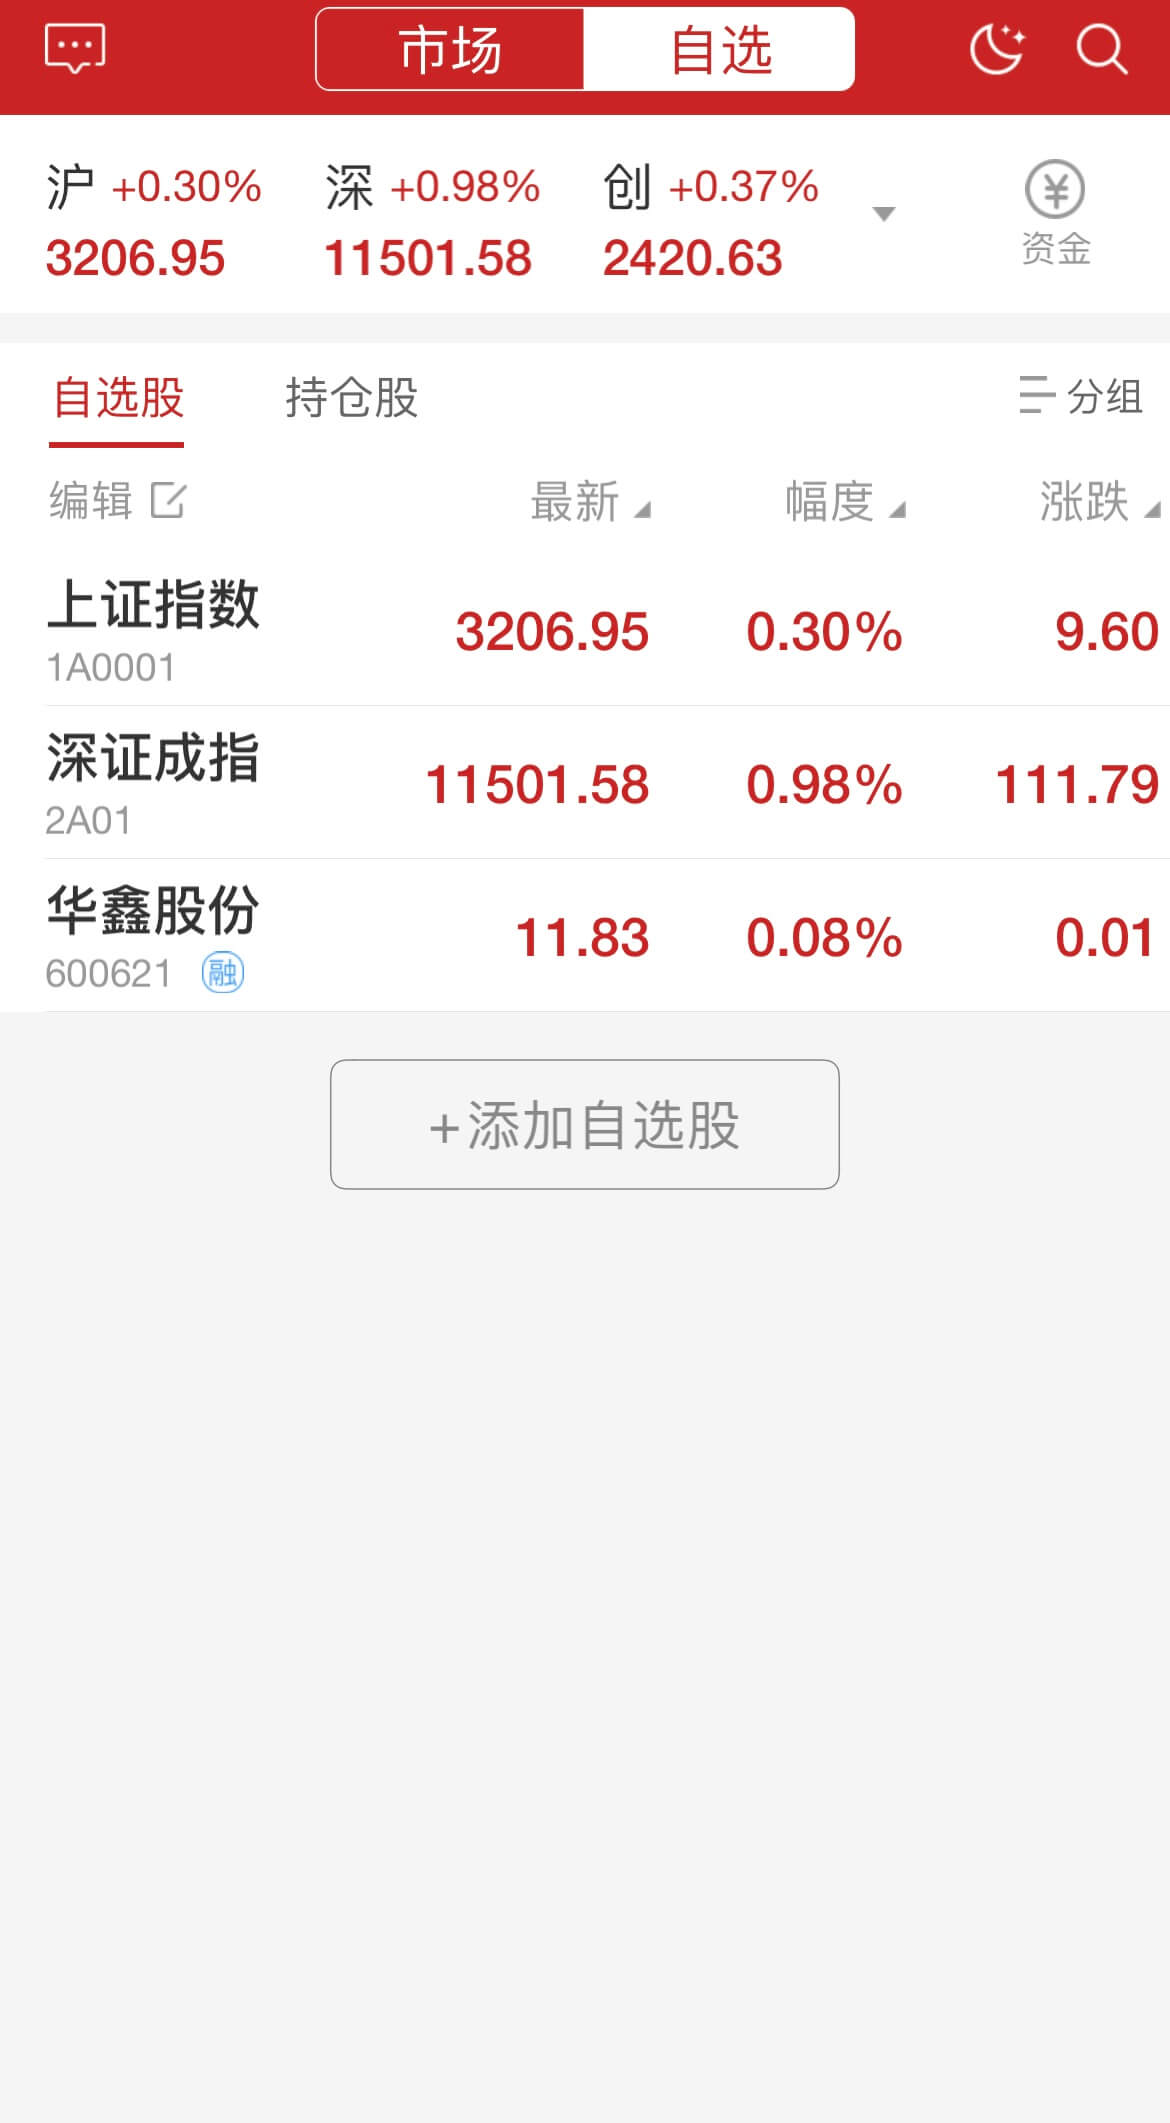 市场 自选
沪 +0.30% 深 +0.98% 创 +0.37%
3206.95 11501.58 2420.63
资金
自选股 持仓股 分组
编辑 最新 幅度 涨跌
上证指数
1A0001
3206.95 0.30% 9.60
深证成指
2A01
11501.58 0.98% 111.79
华鑫股份
600621 融
11.83 0.08% 0.01
+添加自选股